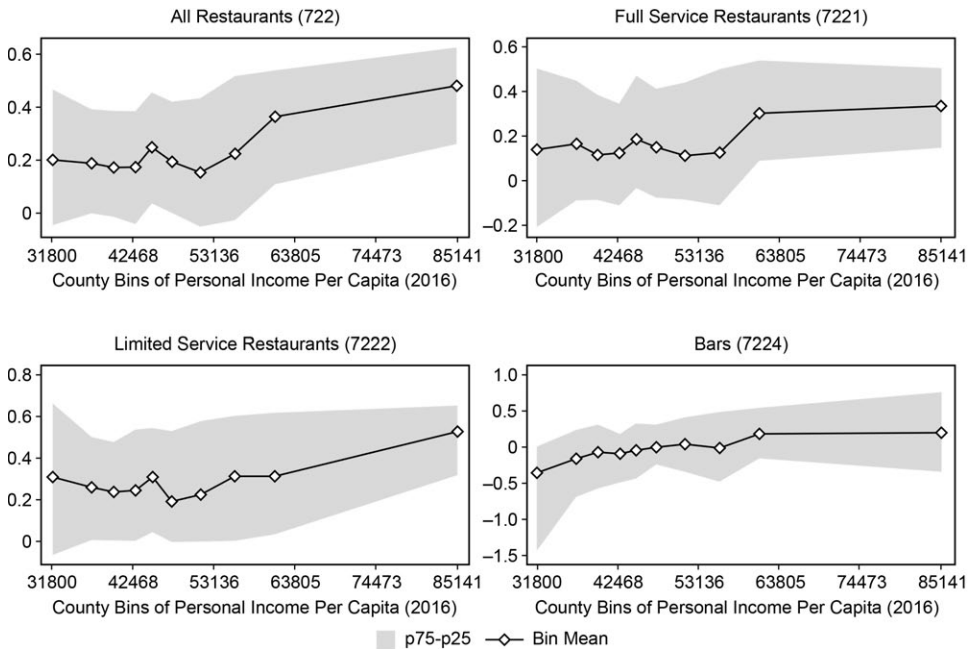 All Restaurants (722)
0.6
0.4
0.2
0
31800 42468 53136 63805 74473 85141
County Bins of Personal Income Per Capita (2016)
Full Service Restaurants (7221)
0.6
0.4
0.2
0
–0.2
31800 42468 53136 63805 74473 85141
County Bins of Personal Income Per Capita (2016)
Limited Service Restaurants (7222)
0.8
0.6
0.4
0.2
0
31800 42468 53136 63805 74473 85141
County Bins of Personal Income Per Capita (2016)
Bars (7224)
1.0
0.5
0
–0.5
–1.0
–1.5
31800 42468 53136 63805 74473 85141
County Bins of Personal Income Per Capita (2016)
p75-p25 Bin Mean